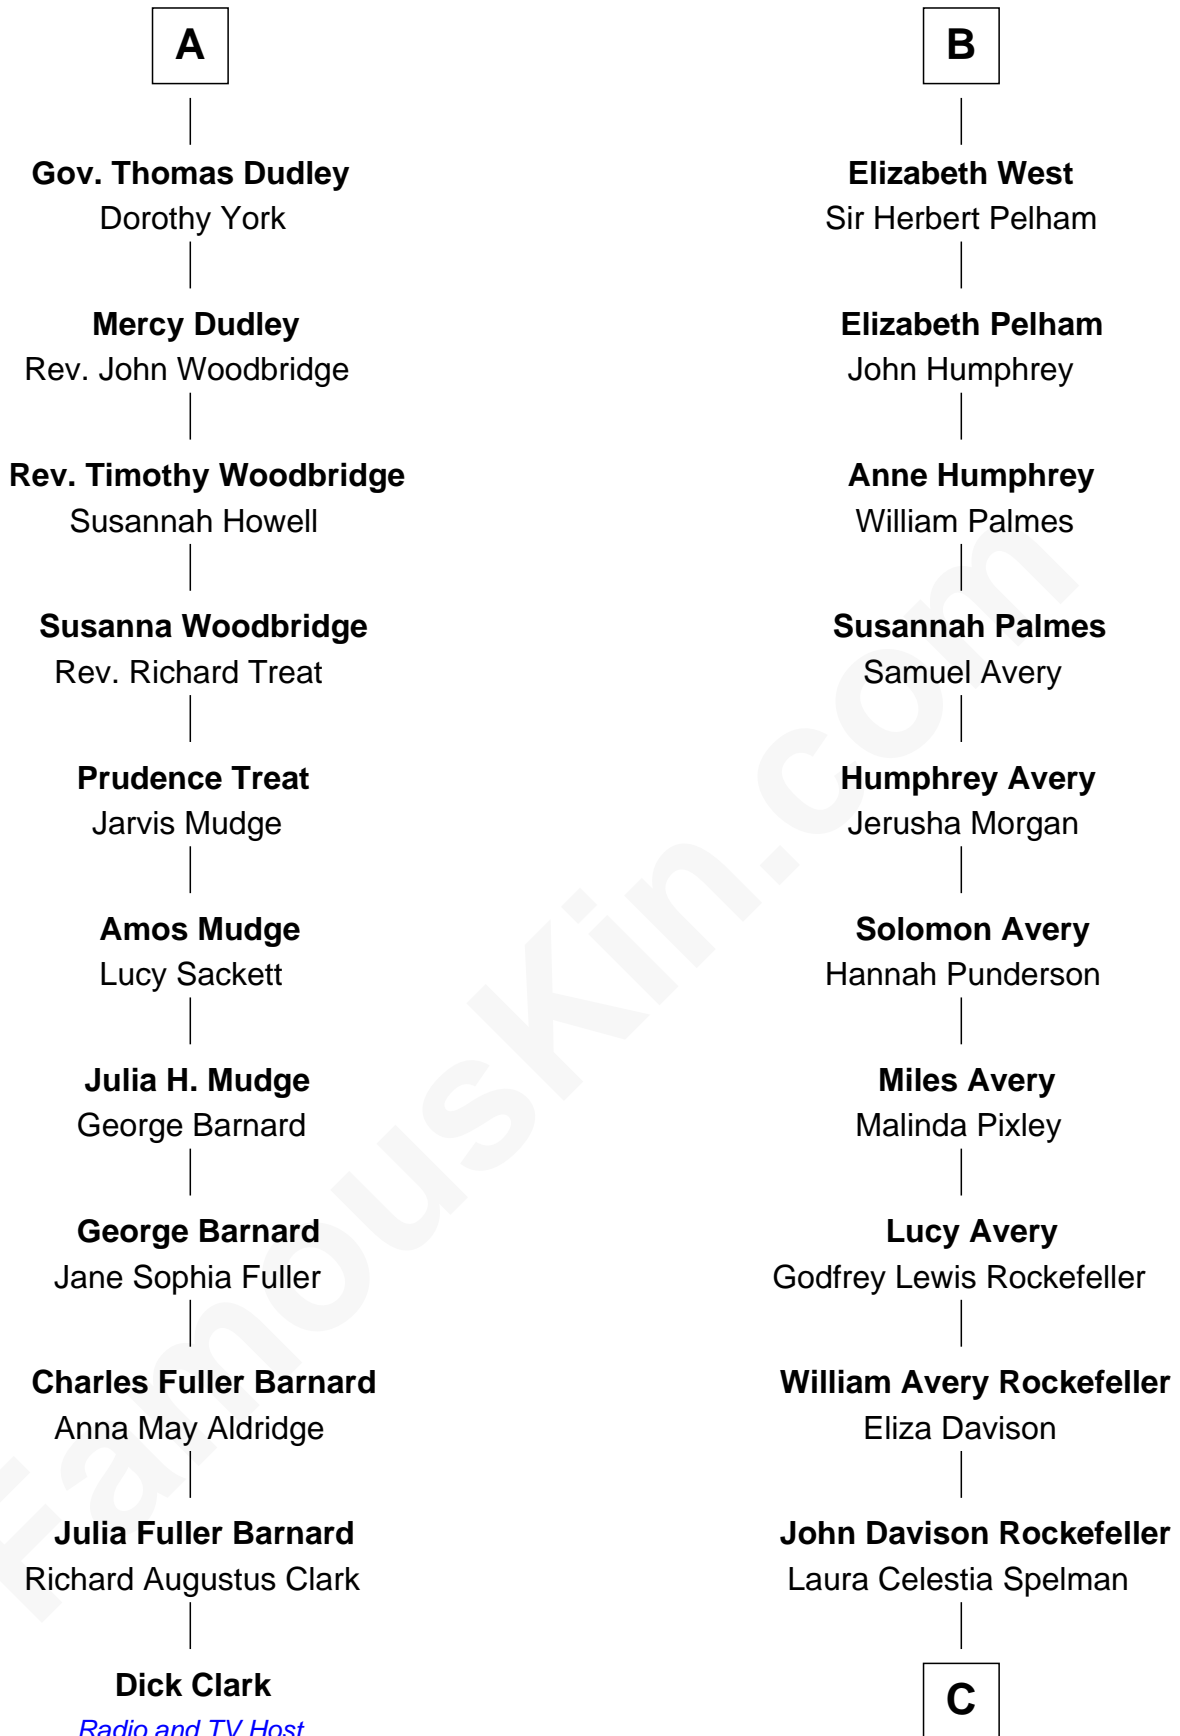 A
Gov. Thomas Dudley
Dorothy York
Mercy Dudley
Rev. John Woodbridge
Rev. Timothy Woodbridge
Susannah Howell
Susanna Woodbridge
Rev. Richard Treat
Prudence Treat
Jarvis Mudge
Amos Mudge
Lucy Sackett
Julia H. Mudge
George Barnard
George Barnard
Jane Sophia Fuller
Charles Fuller Barnard
Anna May Aldridge
Julia Fuller Barnard
Richard Augustus Clark
Dick Clark
Radio and TV Host
B
Elizabeth West
Sir Herbert Pelham
Elizabeth Pelham
John Humphrey
Anne Humphrey
William Palmes
Susannah Palmes
Samuel Avery
Humphrey Avery
Jerusha Morgan
Solomon Avery
Hannah Punderson
Miles Avery
Malinda Pixley
Lucy Avery
Godfrey Lewis Rockefeller
William Avery Rockefeller
Eliza Davison
John Davison Rockefeller
Laura Celestia Spelman
C
FamousKin.com